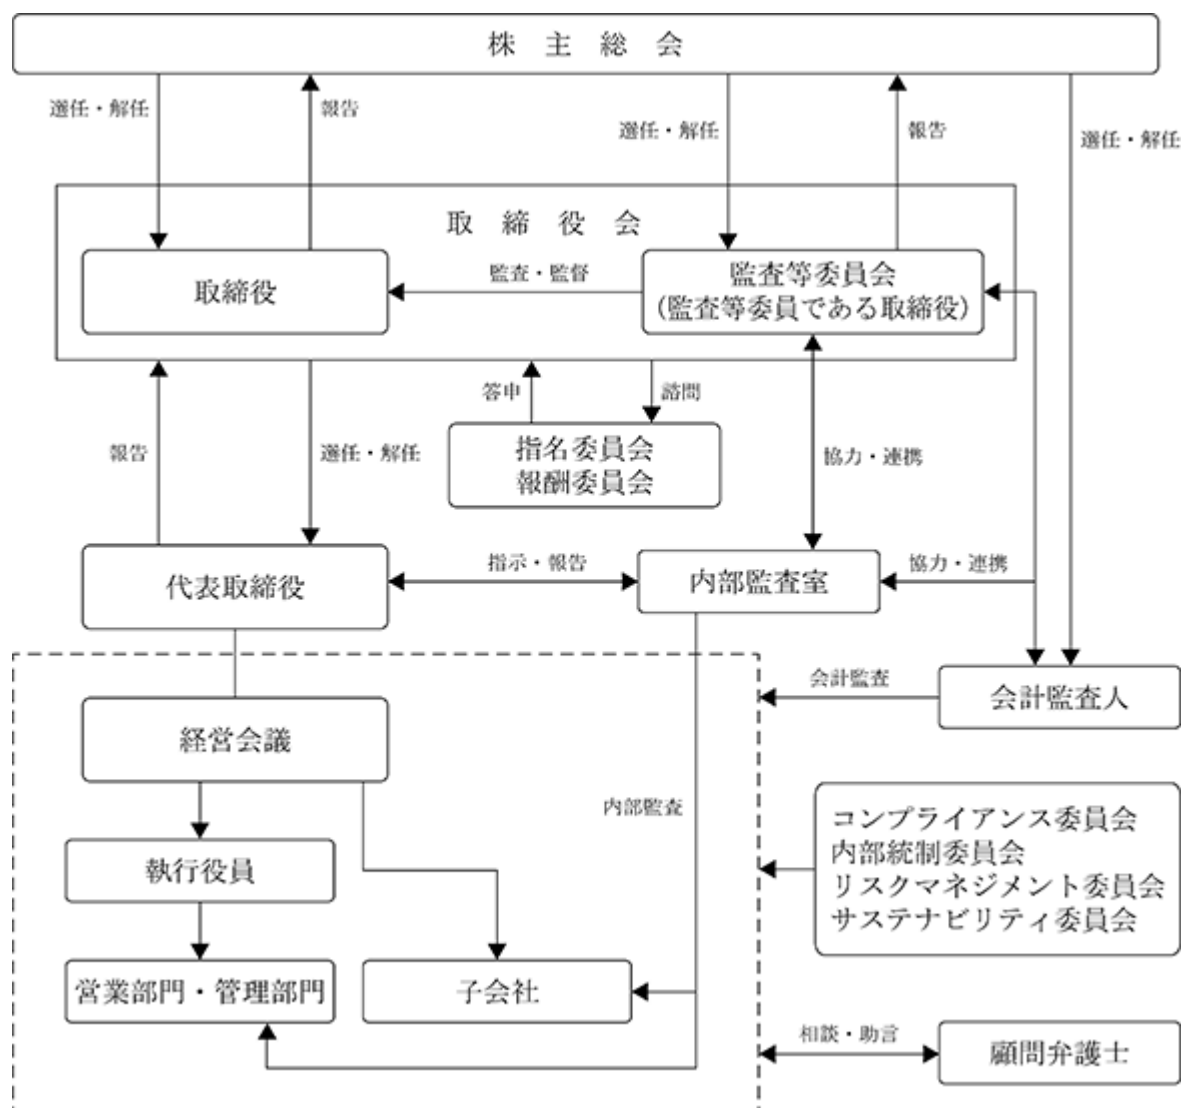 株主総会
選任・解任
報告
選任・解任
報告
選任・解任
取締役会
取締役
監査・監督
監査等委員会
（監査等委員である取締役）
答申
諮問
報告
選任・解任
指名委員会
報酬委員会
協力・連携
代表取締役
指示・報告
内部監査室
協力・連携
会計監査
会計監査人
経営会議
内部監査
コンプライアンス委員会
内部統制委員会
リスクマネジメント委員会
サステナビリティ委員会
執行役員
営業部門・管理部門
子会社
相談・助言
顧問弁護士